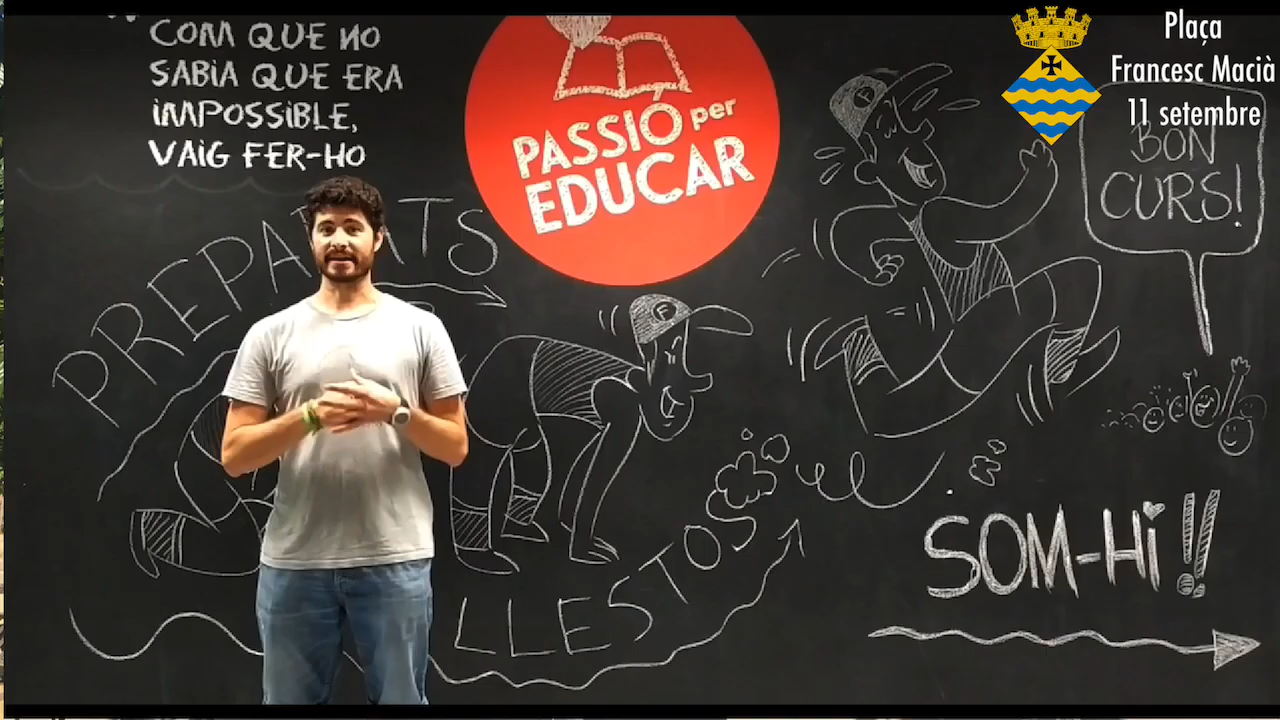 COM QUE NO
SABIA QUE ERA
IMPOSSIBLE,
VAIG FER-HO
PASSIÓ per
EDUCAR
Plaça
Francesc Macià
11 setembre
BON
CURS!
PREPARATS
F
F
LLESTOS
SOM-Hi!!